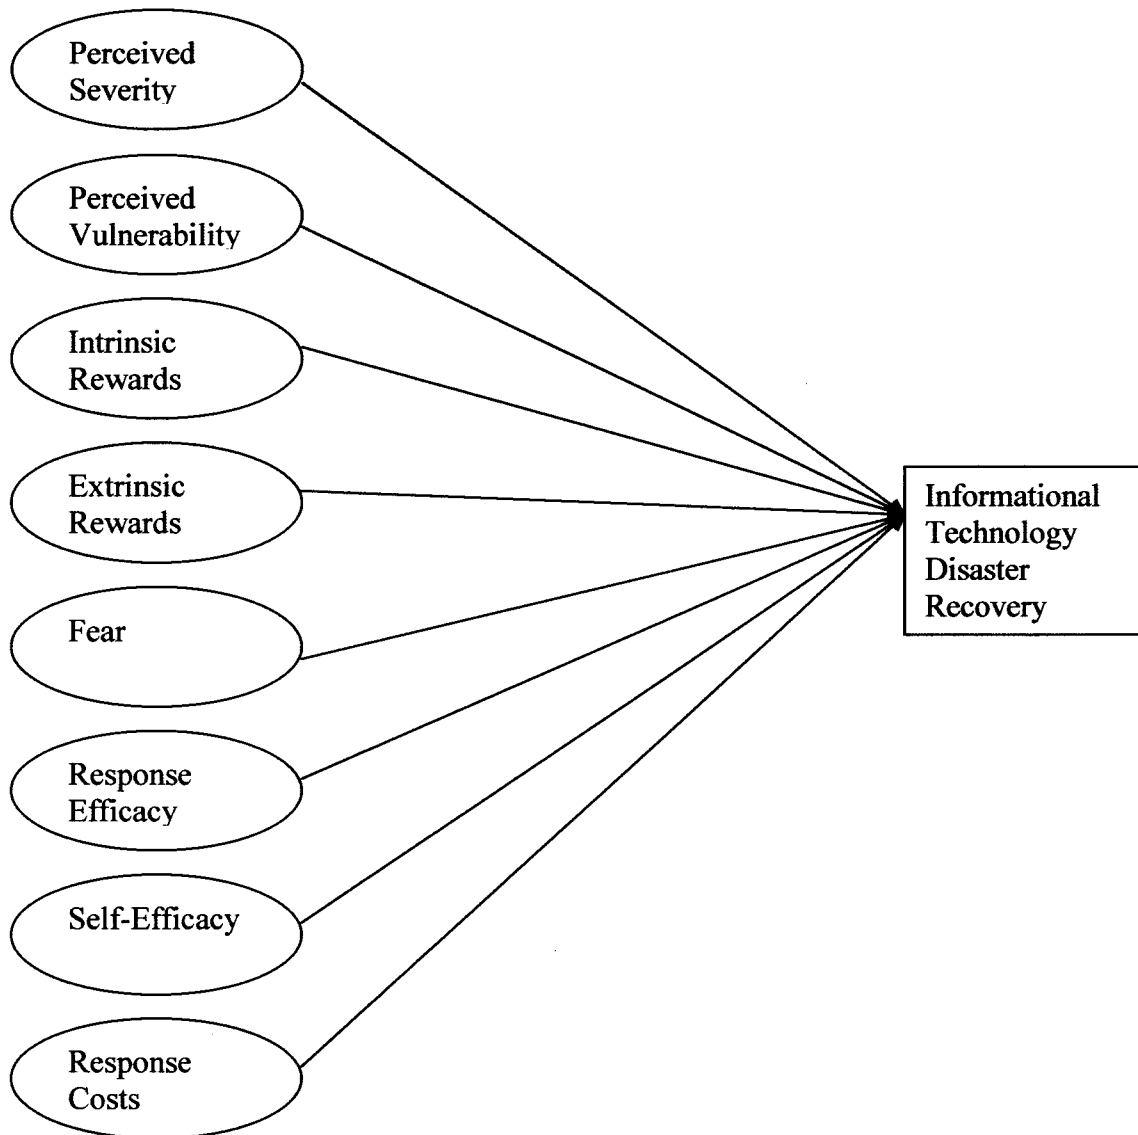 Perceived
Severity
Perceived
Vulnerability
Intrinsic
Rewards
Extrinsic
Rewards
Fear
Response
Efficacy
Self-Efficacy
Response
Costs
Informational
Technology
Disaster
Recovery